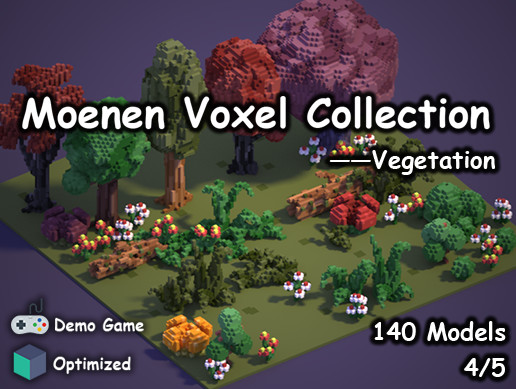 Moenen Voxel Collection
——Vegetation
Demo Game
140 Models
Optimized
4/5